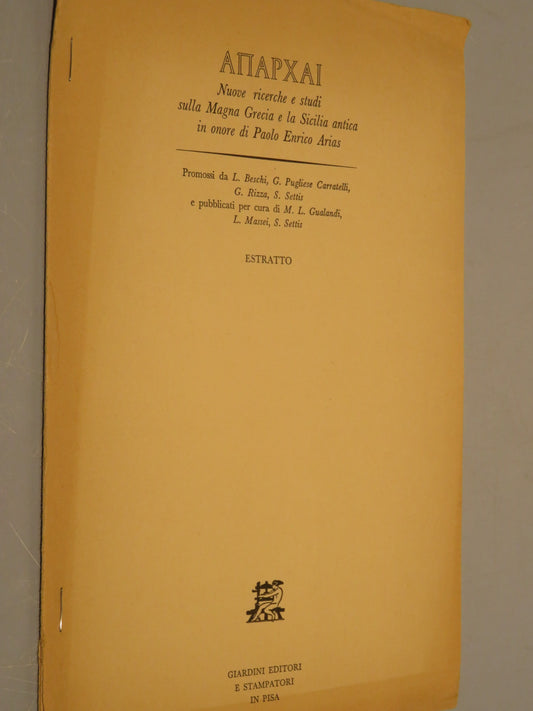 ΑΠΑΡΧΑΙ
Nuove ricerche e studi
sulla Magna Grecia e la Sicilia antica
in onore di Paolo Enrico Arias
Promossi da L. Beschi, G. Pugliese Carratelli,
G. Rizza, S. Settis
e pubblicati per cura di M. L. Gualandi,
L. Massei, S. Settis
ESTRATTO
GIARDINI EDITORI
E STAMPATORI
IN PISA